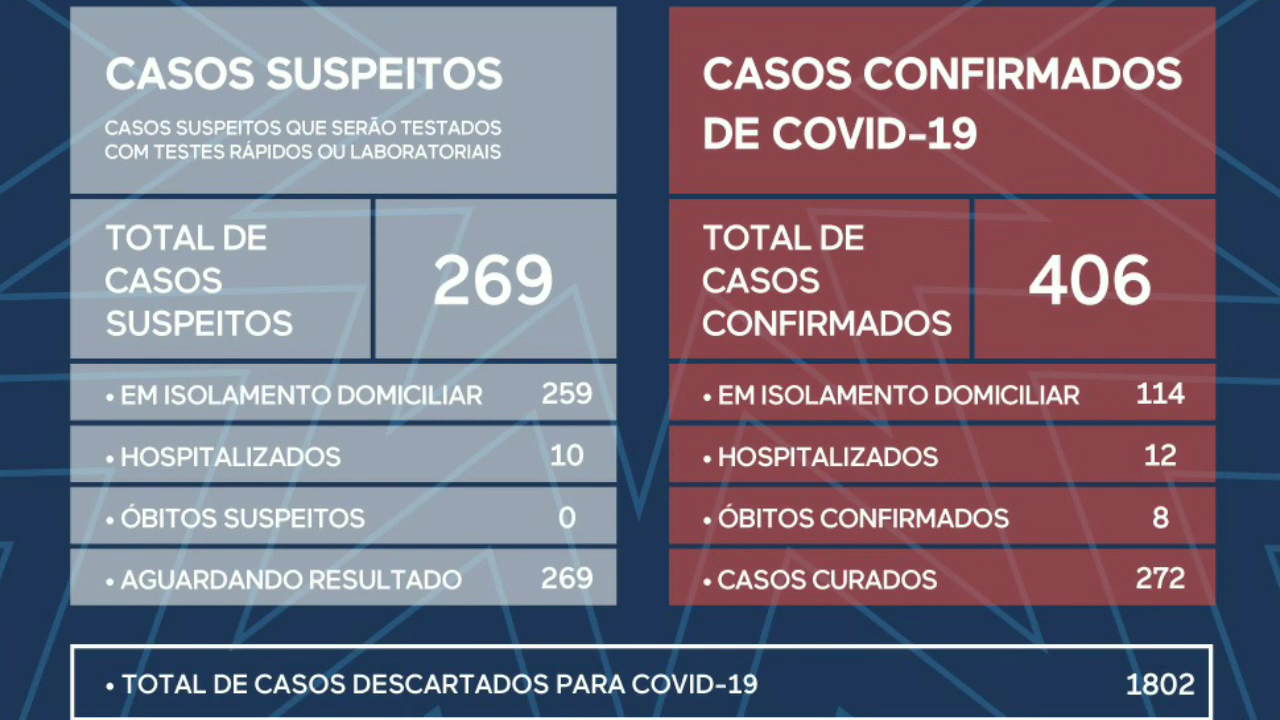 CASOS SUSPEITOS
CASOS SUSPEITOS QUE SERÃO TESTADOS
COM TESTES RÁPIDOS OU LABORATORIAIS
TOTAL DE
CASOS
SUSPEITOS
269
• EM ISOLAMENTO DOMICILIAR 259
• HOSPITALIZADOS 10
• ÓBITOS SUSPEITOS 0
• AGUARDANDO RESULTADO 269
CASOS CONFIRMADOS
DE COVID-19
TOTAL DE
CASOS
CONFIRMADOS
406
• EM ISOLAMENTO DOMICILIAR 114
• HOSPITALIZADOS 12
• ÓBITOS CONFIRMADOS 8
• CASOS CURADOS 272
• TOTAL DE CASOS DESCARTADOS PARA COVID-19 1802